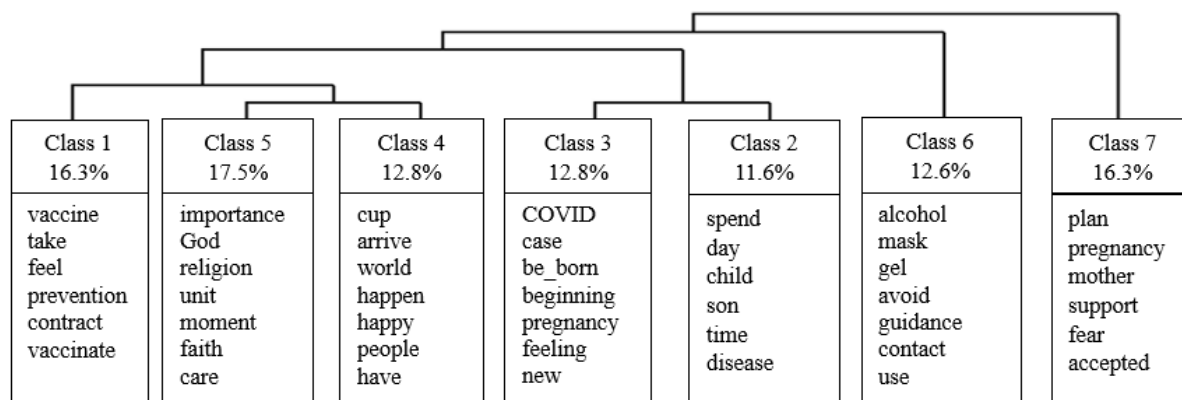 Class 1
16.3%
vaccine
take
feel
prevention
contract
vaccinate
Class 5
17.5%
importance
God
religion
unit
moment
faith
care
Class 4
12.8%
cup
arrive
world
happen
happy
people
have
Class 3
12.8%
COVID
case
be_born
beginning
pregnancy
feeling
new
Class 2
11.6%
spend
day
child
son
time
disease
Class 6
12.6%
alcohol
mask
gel
avoid
guidance
contact
use
Class 7
16.3%
plan
pregnancy
mother
support
fear
accepted